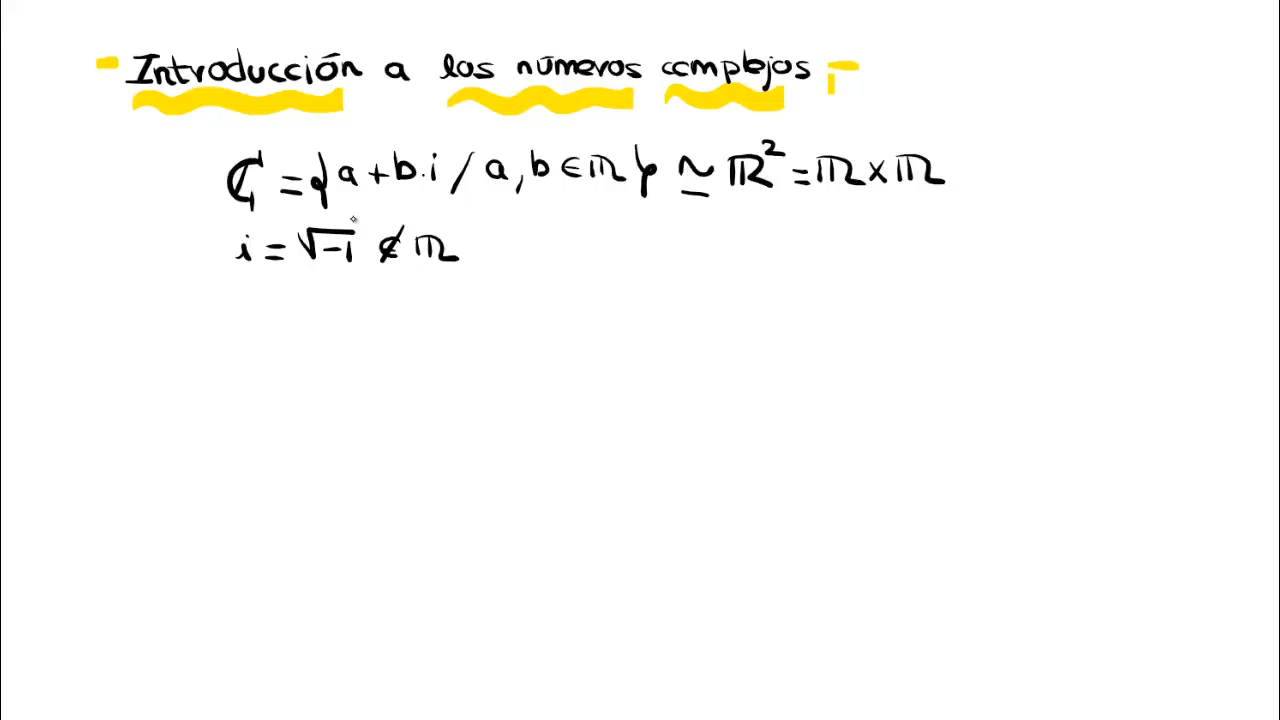 - Introducción a los números complejos -
ℂ = {a + b·i / a, b ∈ ℝ} ≃ ℝ² = ℝ × ℝ
i = √-1 ∉ ℝ